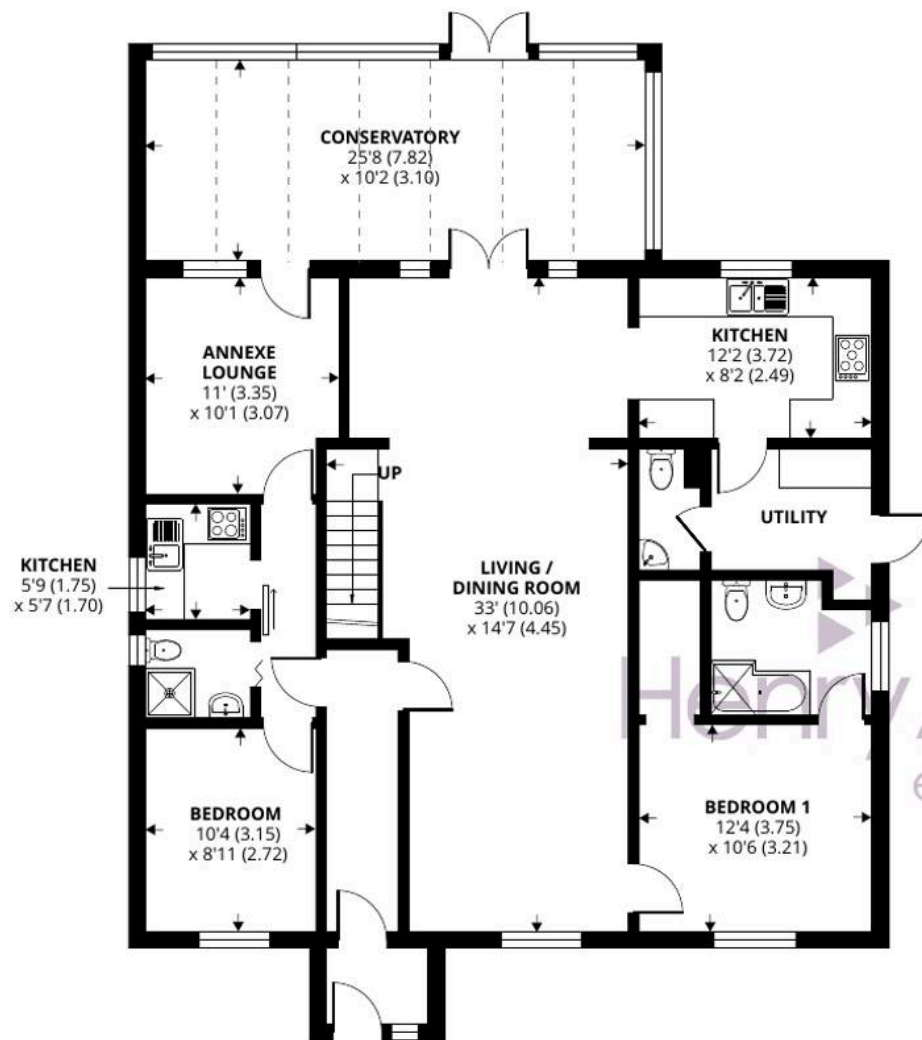 CONSERVATORY
25'8 (7.82)
x 10'2 (3.10)
ANNEXE
LOUNGE
11' (3.35)
x 10'1 (3.07)
KITCHEN
12'2 (3.72)
x 8'2 (2.49)
UP
UTILITY
KITCHEN
5'9 (1.75)
x 5'7 (1.70)
LIVING /
DINING ROOM
33' (10.06)
x 14'7 (4.45)
Henry
BEDROOM
10'4 (3.15)
x 8'11 (2.72)
BEDROOM 1
12'4 (3.75)
x 10'6 (3.21)